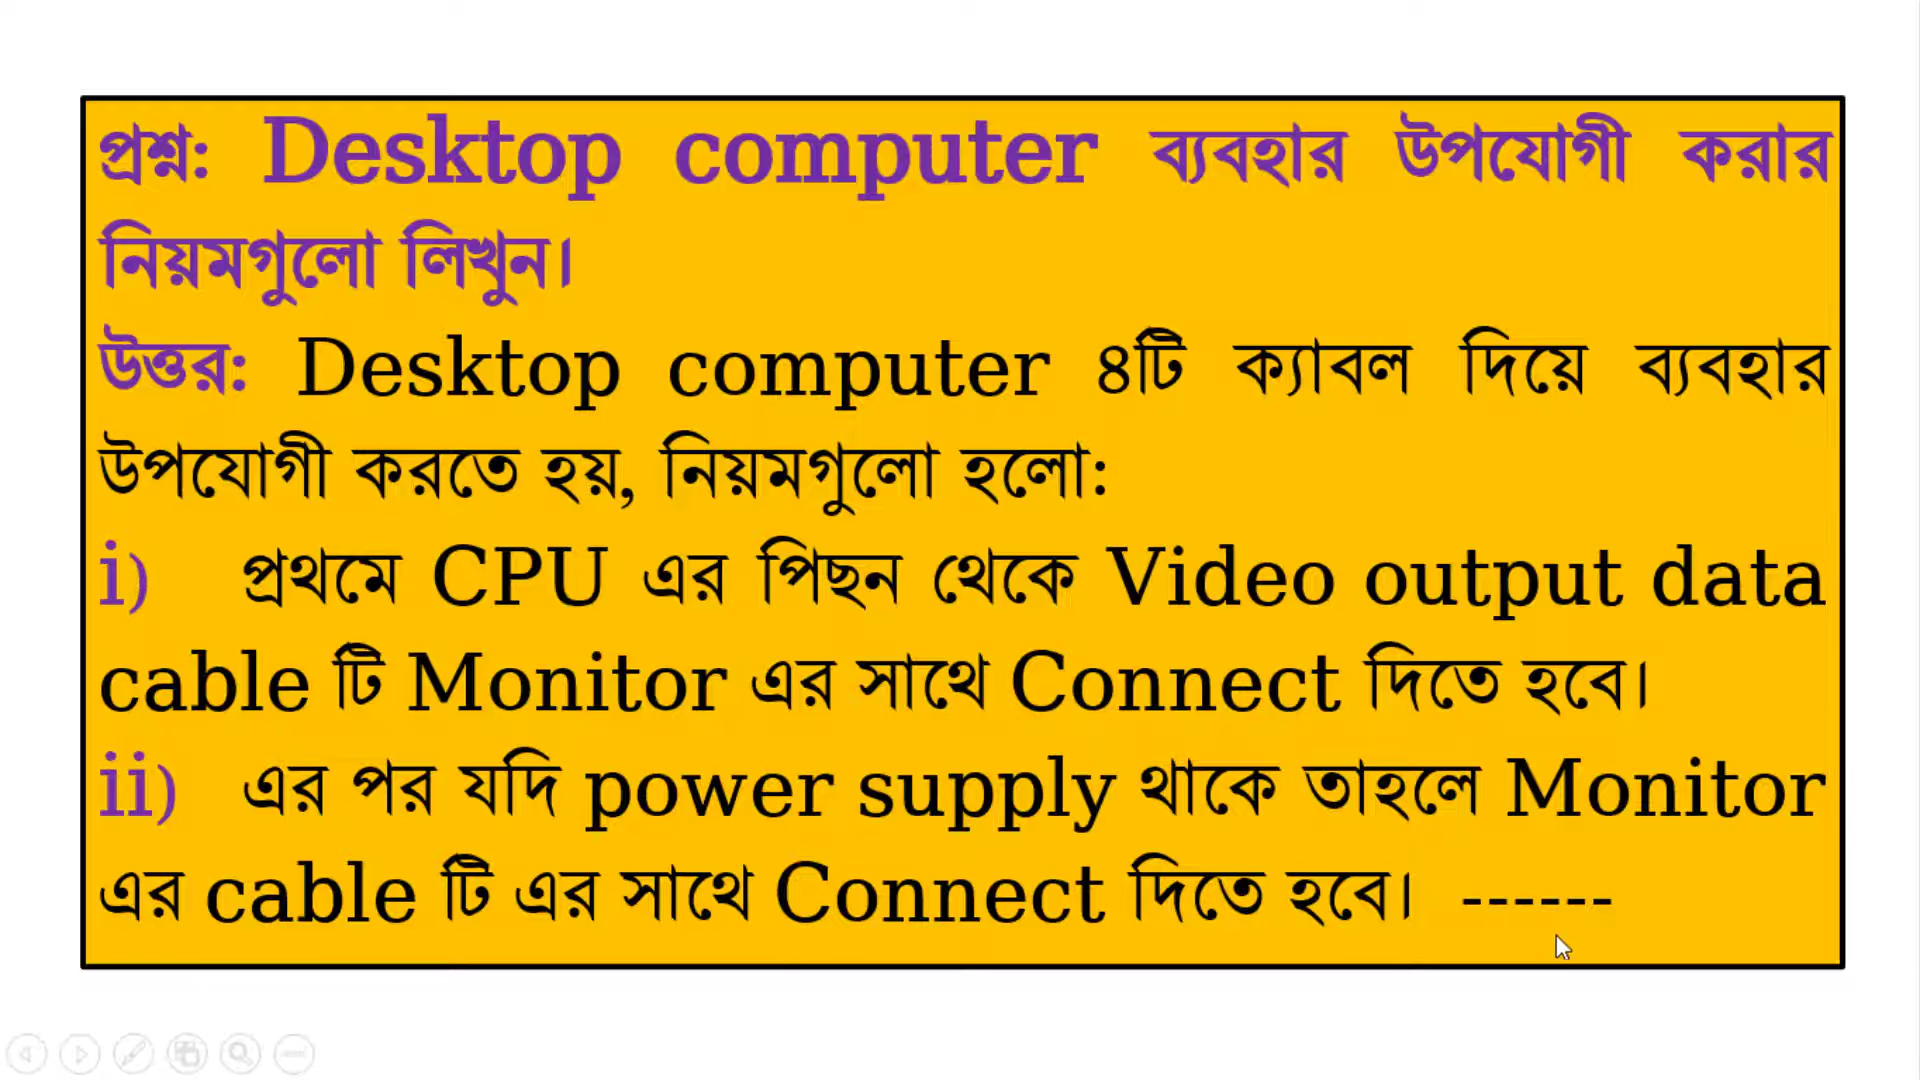 প্রশ্ন: Desktop computer ব্যবহার উপযোগী করার
নিয়মগুলো লিখুন।
উত্তর: Desktop computer ৪টি ক্যাবল দিয়ে ব্যবহার
উপযোগী করতে হয়, নিয়মগুলো হলো:
i) প্রথমে CPU এর পিছন থেকে Video output data
cable টি Monitor এর সাথে Connect দিতে হবে।
ii) এর পর যদি power supply থাকে তাহলে Monitor
এর cable টি এর সাথে Connect দিতে হবে। ------